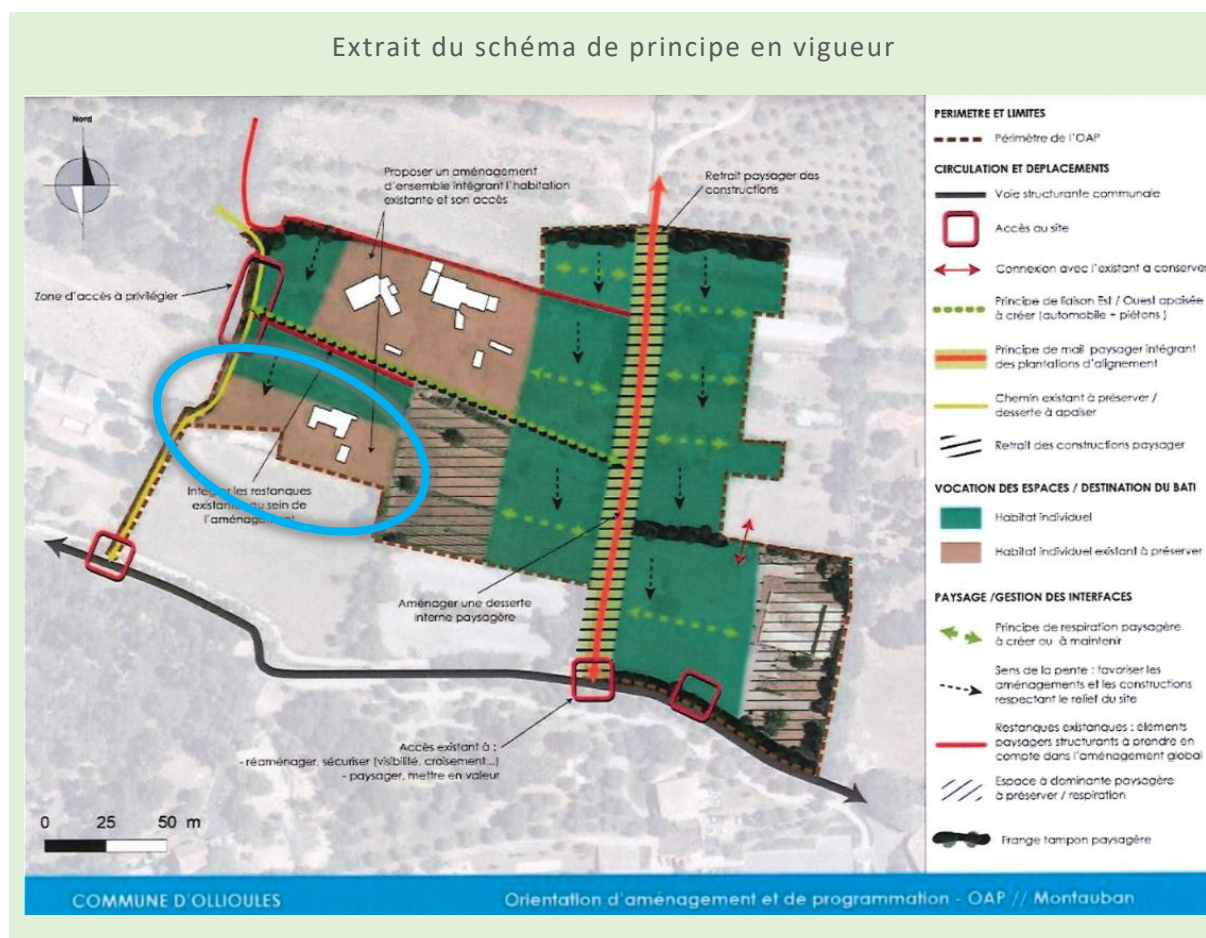 Extrait du schéma de principe en vigueur
Nord
Proposer un aménagement
d'ensemble intégrant l'habitation
existante et son accès
Retrait paysager des
constructions
Zone d'accès à privilégier
Intégrer les restanques
existantes au sein de
l'aménagement
Aménager une desserte
interne paysagère
Accès existant à :
- réaménager, sécuriser (visibilité, croisement...)
- paysager, mettre en valeur
0 25 50 m
PERIMETRE ET LIMITES
Périmètre de l'OAP
CIRCULATION ET DEPLACEMENTS
Voie structurante communale
Accès au site
Connexion avec l'existant à conserver
Principe de liaison Est / Ouest apaisée
à créer (automobile + piétons )
Principe de mail paysager intégrant
des plantations d'alignement
Chemin existant à préserver /
desserte à apaiser
Retrait des constructions paysager
VOCATION DES ESPACES / DESTINATION DU BATI
Habitat individuel
Habitat individuel existant à préserver
PAYSAGE /GESTION DES INTERFACES
Principe de respiration paysagère
à créer ou à maintenir
Sens de la pente : favoriser les
aménagements et les constructions
respectant le relief du site
Restanques existanques : éléments
paysagers structurants à prendre en
compte dans l'aménagement global
Espace à dominante paysagère
à préserver / respiration
Frange tampon paysagère
COMMUNE D'OLLIOULES
Orientation d'aménagement et de programmation - OAP // Montauban